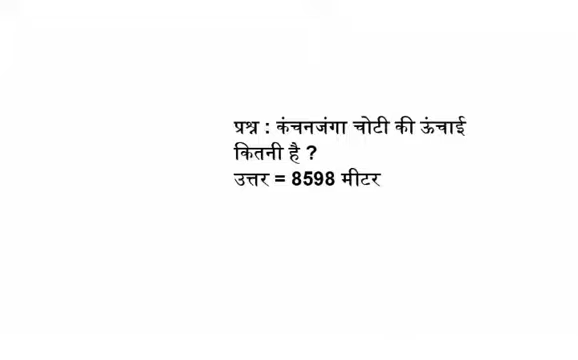 प्रश्न : कंचनजंगा चोटी की ऊंचाई
कितनी है ?
उत्तर = 8598 मीटर